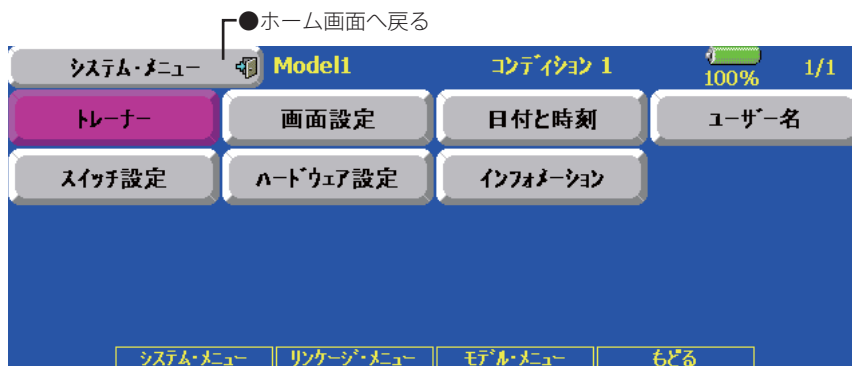 ●ホーム画面へ戻る
システム・メニュー Model1 コンディション 1 100% 1/1
トレーナー 画面設定 日付と時刻 ユーザー名
スイッチ設定 ハードウェア設定 インフォメーション
システム・メニュー リンケージ・メニュー モデル・メニュー もどる